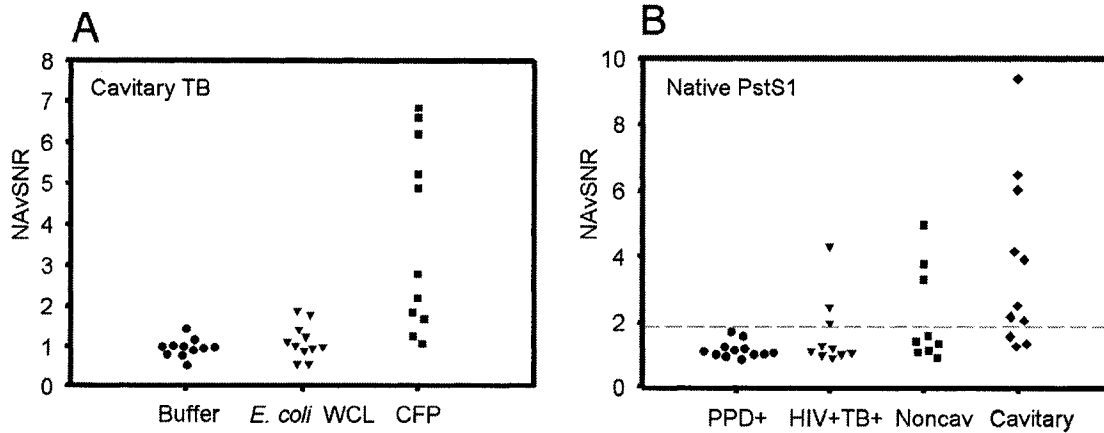 A
Cavitary TB
NAvSNR
8
7
6
5
4
3
2
1
0
Buffer E. coli WCL CFP
B
Native PstS1
NAvSNR
10
8
6
4
2
0
PPD+ HIV+TB+ Noncav Cavitary